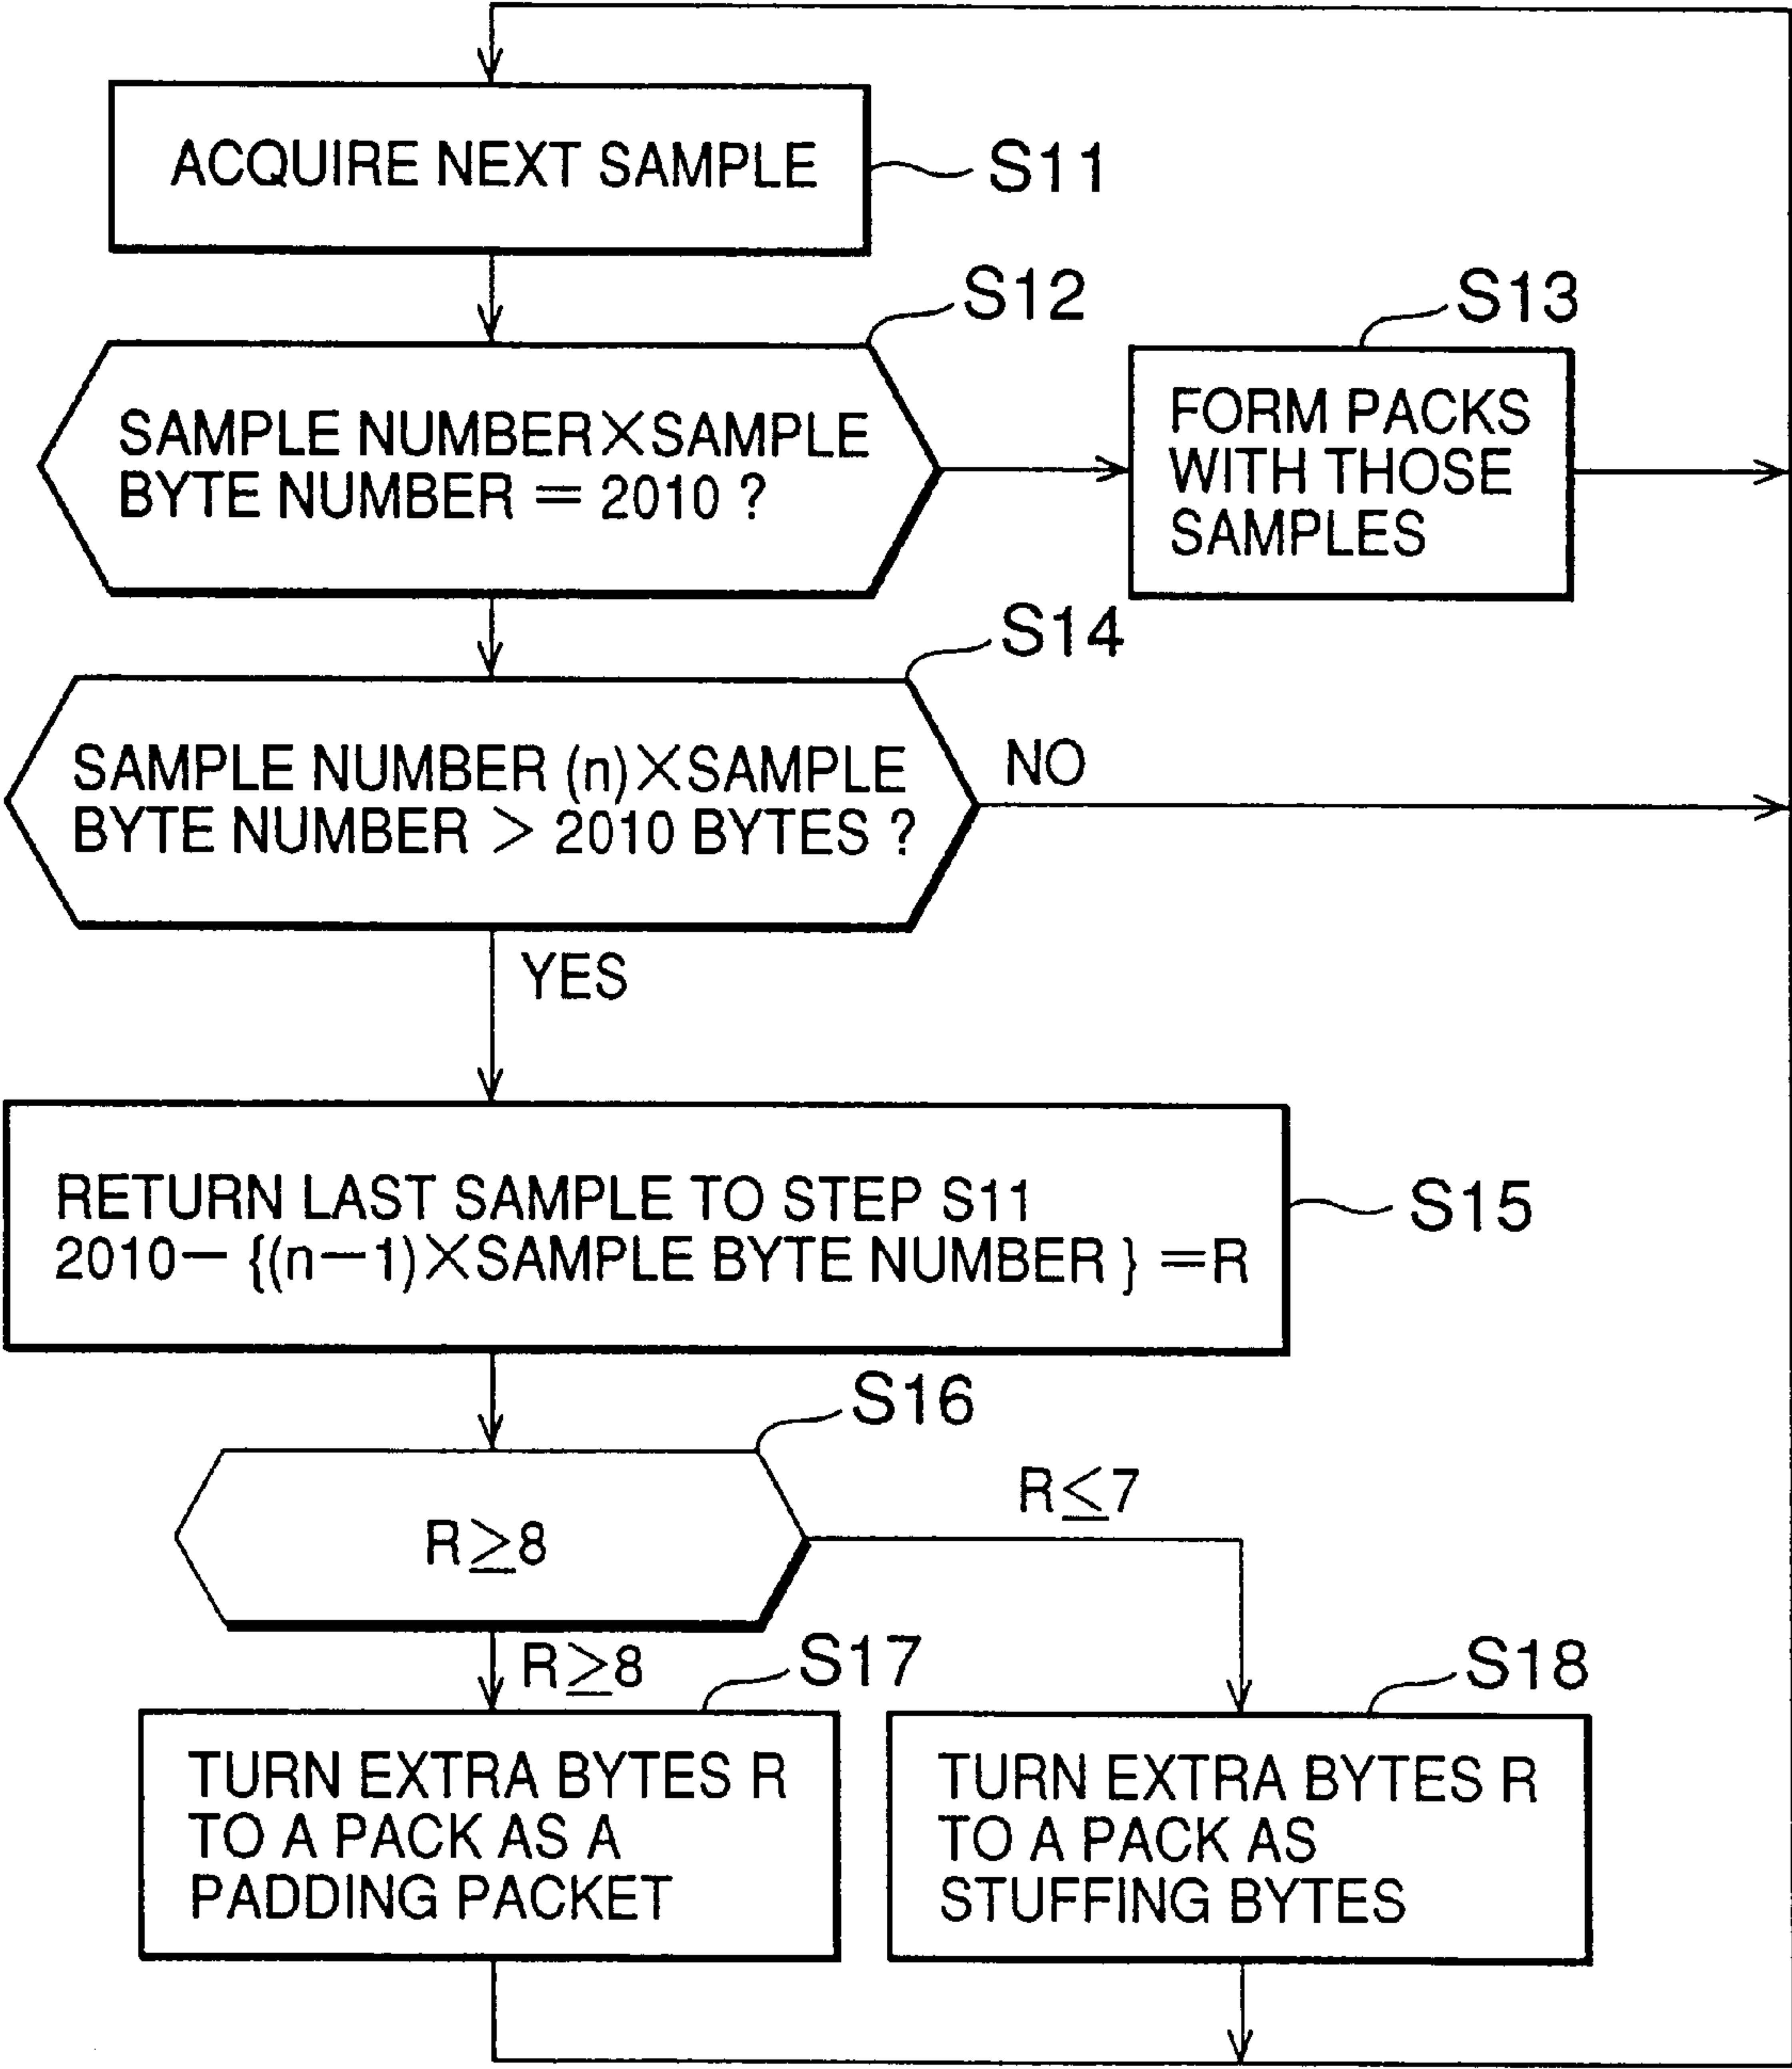 ACQUIRE NEXT SAMPLE
S11
S12
S13
SAMPLE NUMBER×SAMPLE
BYTE NUMBER = 2010 ?
FORM PACKS
WITH THOSE
SAMPLES
S14
SAMPLE NUMBER (n)×SAMPLE
BYTE NUMBER > 2010 BYTES ?
NO
YES
RETURN LAST SAMPLE TO STEP S11
2010− {(n−1)×SAMPLE BYTE NUMBER } =R
S15
S16
R≥8
R≤7
R≥8
S17
S18
TURN EXTRA BYTES R
TO A PACK AS A
PADDING PACKET
TURN EXTRA BYTES R
TO A PACK AS
STUFFING BYTES